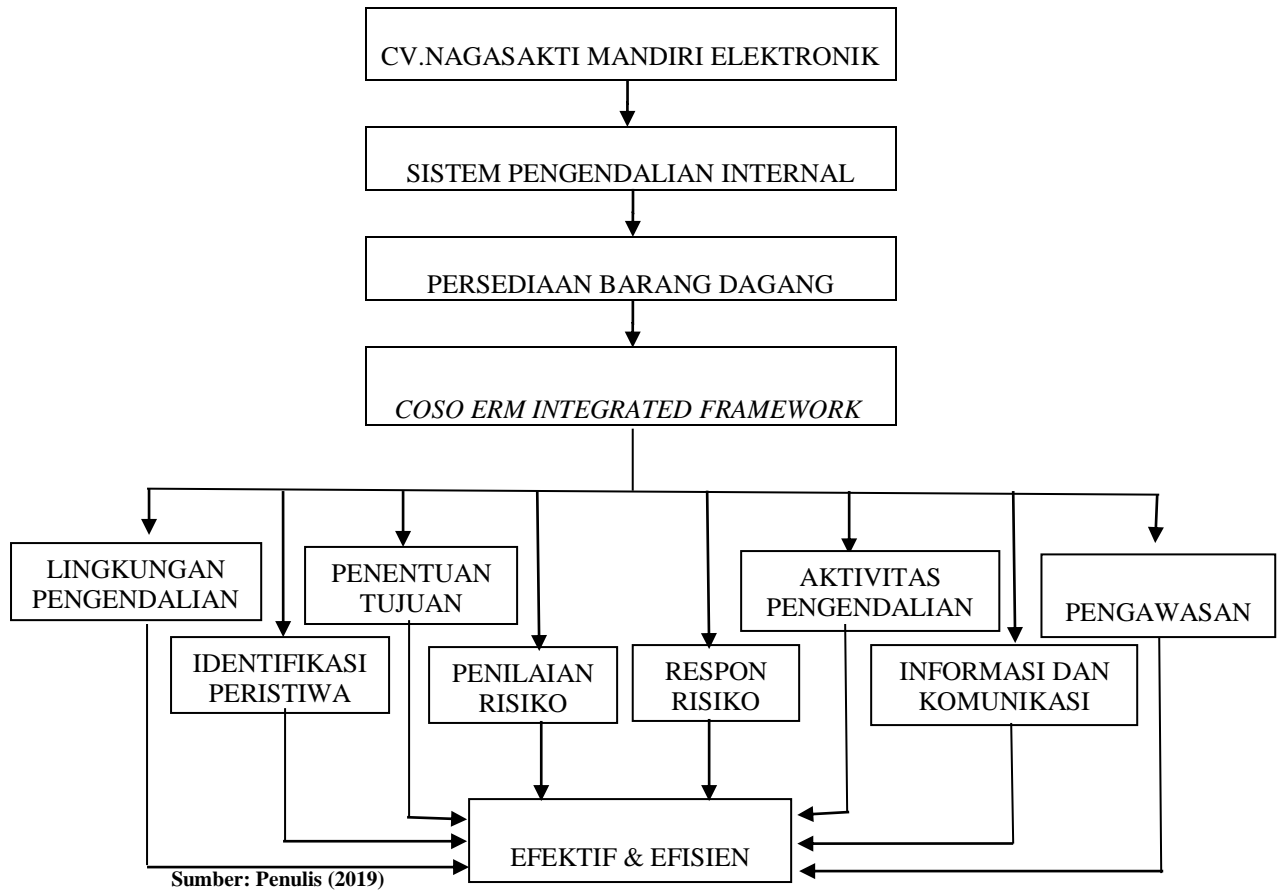 CV.NAGASAKTI MANDIRI ELEKTRONIK
SISTEM PENGENDALIAN INTERNAL
PERSEDIAAN BARANG DAGANG
COSO ERM INTEGRATED FRAMEWORK
LINGKUNGAN
PENGENDALIAN
IDENTIFIKASI
PERISTIWA
PENENTUAN
TUJUAN
PENILAIAN
RISIKO
RESPON
RISIKO
AKTIVITAS
PENGENDALIAN
INFORMASI DAN
KOMUNIKASI
PENGAWASAN
EFEKTIF & EFISIEN
Sumber: Penulis (2019)